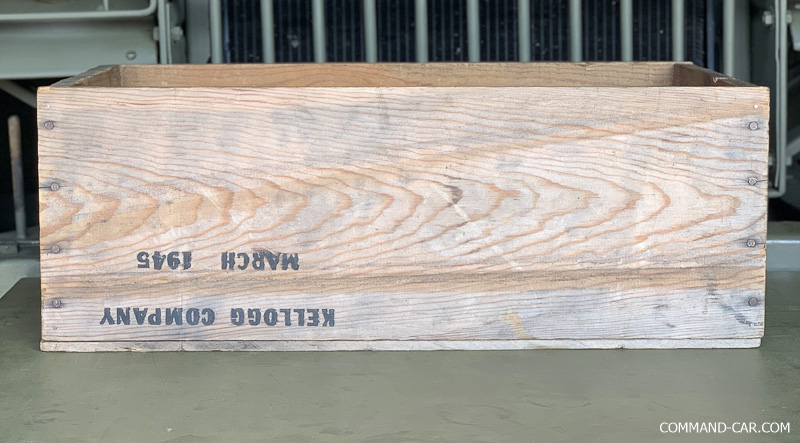 KELLOGG COMPANY
MARCH 1945
COMMAND-CAR.COM